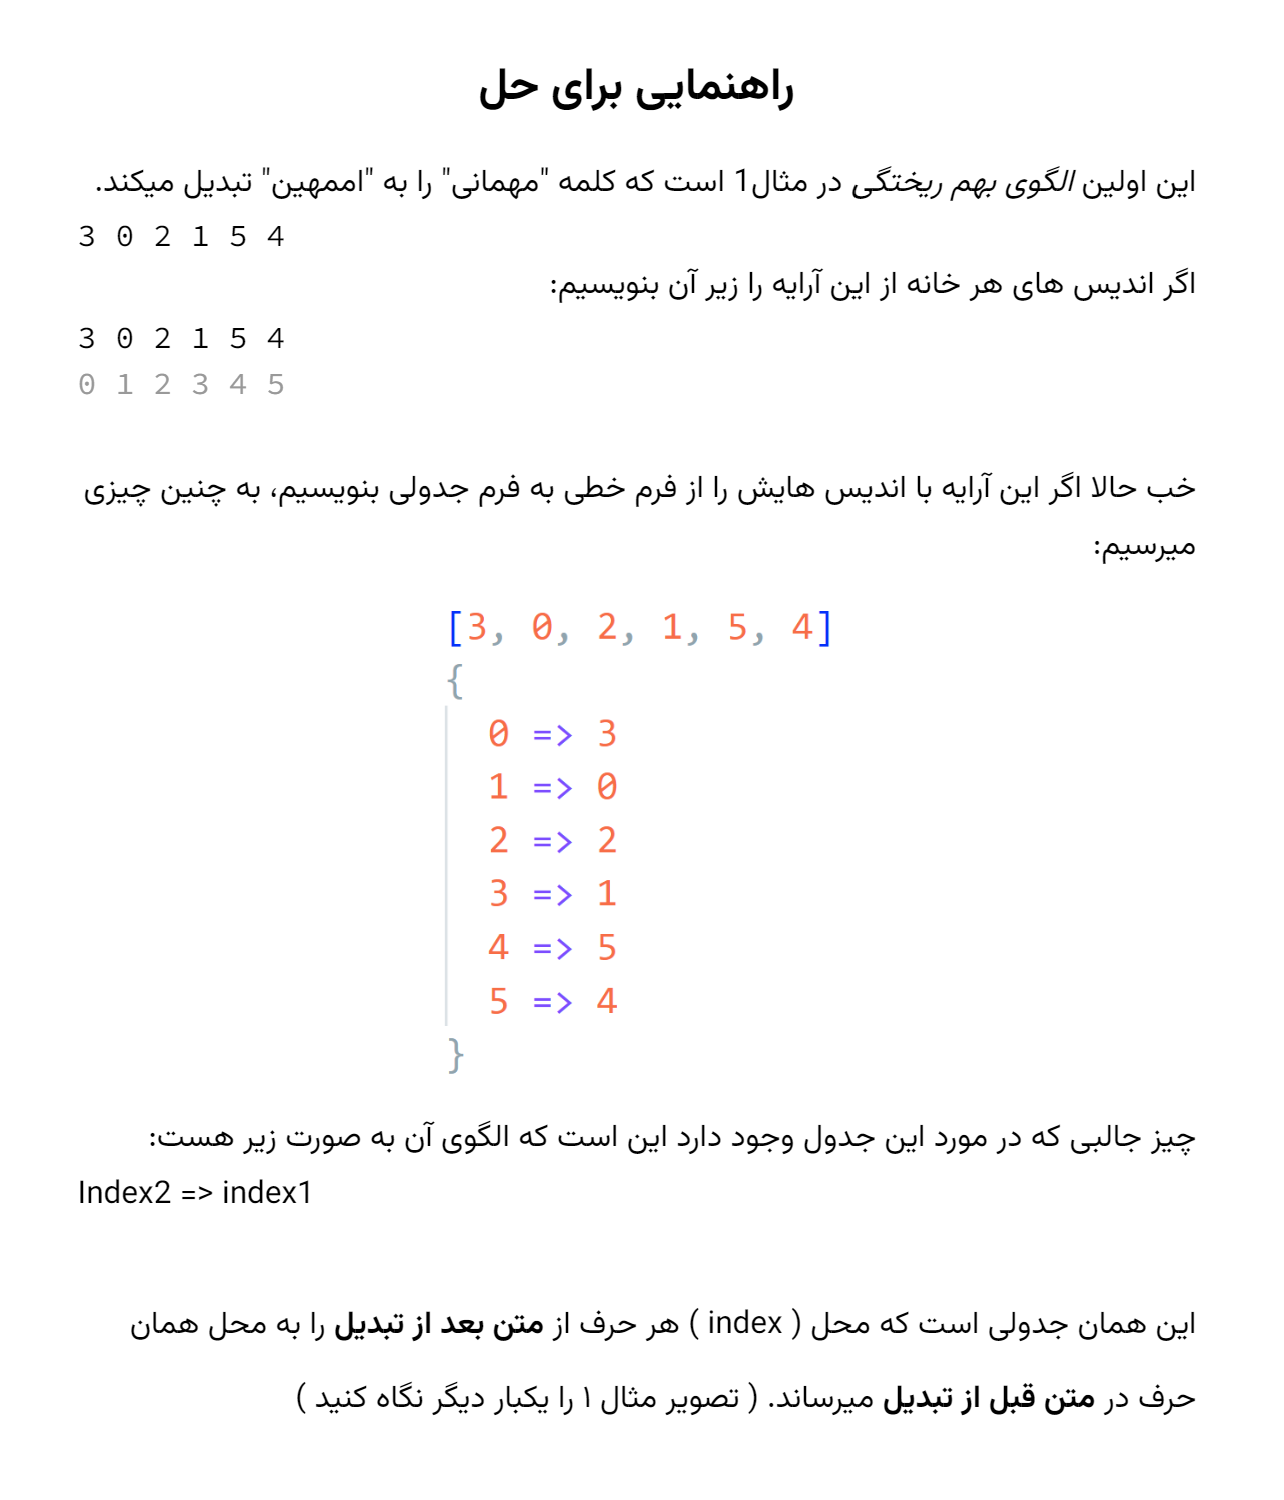 راهنمایی برای حل
این اولین الگوی بهم ریختگی در مثال1 است که کلمه "مهمانی" را به "اممهین" تبدیل میکند.
3 0 2 1 5 4
اگر اندیس های هر خانه از این آرایه را زیر آن بنویسیم:
3 0 2 1 5 4
0 1 2 3 4 5
خب حالا اگر این آرایه با اندیس هایش را از فرم خطی به فرم جدولی بنویسیم، به چنین چیزی
میرسیم:
[3, 0, 2, 1, 5, 4]
{
0 => 3
1 => 0
2 => 2
3 => 1
4 => 5
5 => 4
}
چیز جالبی که در مورد این جدول وجود دارد این است که الگوی آن به صورت زیر هست:
Index2 => index1
این همان جدولی است که محل ( index ) هر حرف از متن بعد از تبدیل را به محل همان
حرف در متن قبل از تبدیل میرساند. ( تصویر مثال ۱ را یکبار دیگر نگاه کنید )